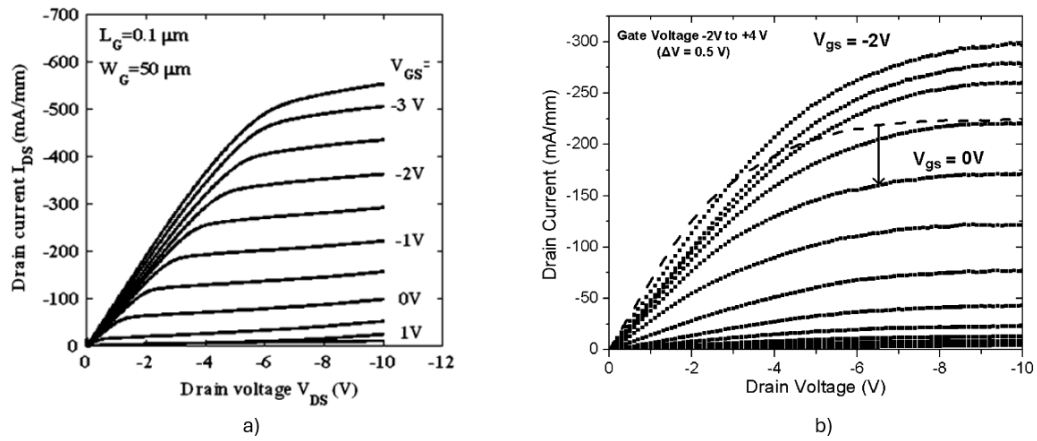 -700
-600
-500
-400
-300
-200
-100
0
L_G=0.1 μm
W_G=50 μm
V_GS=
-3 V
-2V
-1V
0V
1V
0 -2 -4 -6 -8 -10 -12
Drain current I_DS (mA/mm)
Drain voltage V_DS (V)
a)
-300
-250
-200
-150
-100
-50
0
Gate Voltage -2V to +4 V
(ΔV = 0.5 V)
V_gs = -2V
V_gs = 0V
0 -2 -4 -6 -8 -10
Drain Current (mA/mm)
Drain Voltage (V)
b)